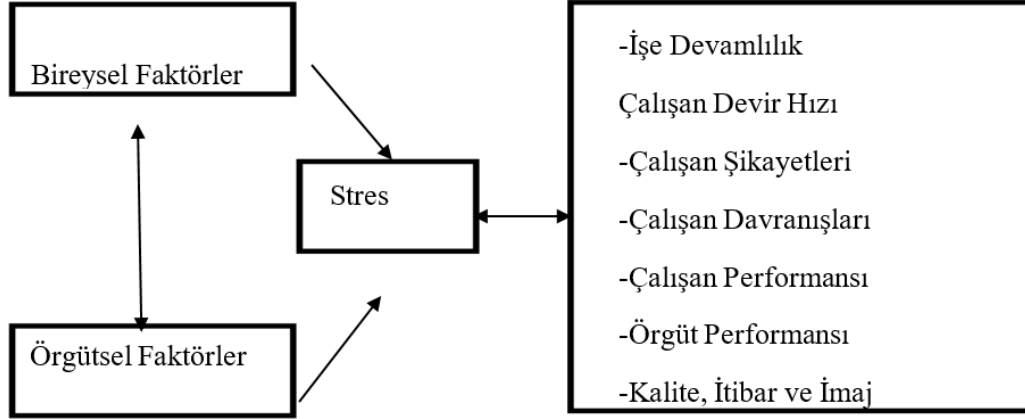 Bireysel Faktörler
Stres
Örgütsel Faktörler
-İşe Devamlılık
Çalışan Devir Hızı
-Çalışan Şikayetleri
-Çalışan Davranışları
-Çalışan Performansı
-Örgüt Performansı
-Kalite, İtibar ve İmaj